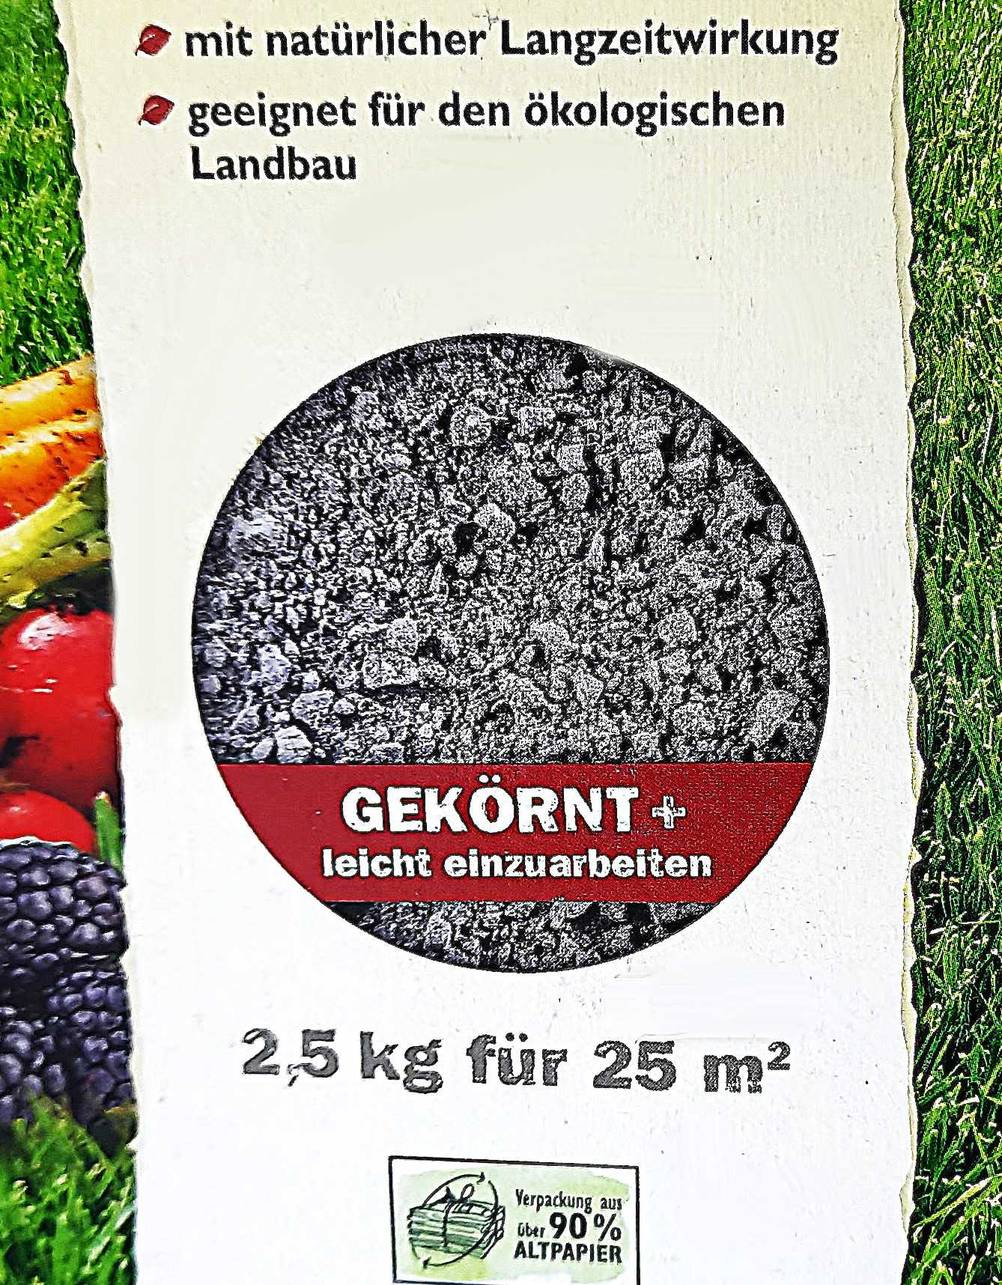 mit natürlicher Langzeitwirkung
geeignet für den ökologischen
Landbau
GEKÖRNT +
leicht einzuarbeiten
2,5 kg für 25 m²
Verpackung aus
über 90 %
ALTPAPIER